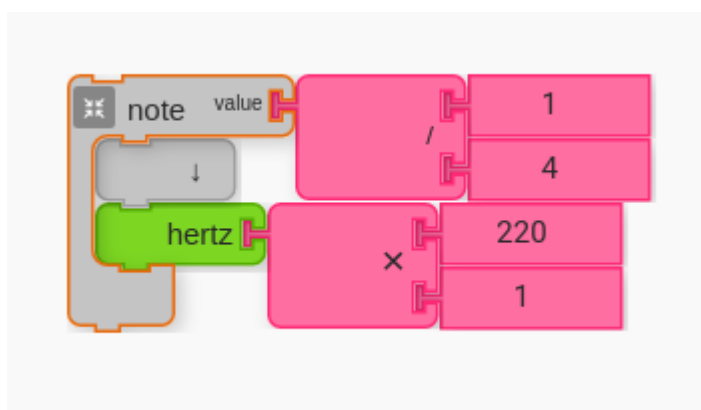 note value 1
/
4
↓
hertz 220
×
1